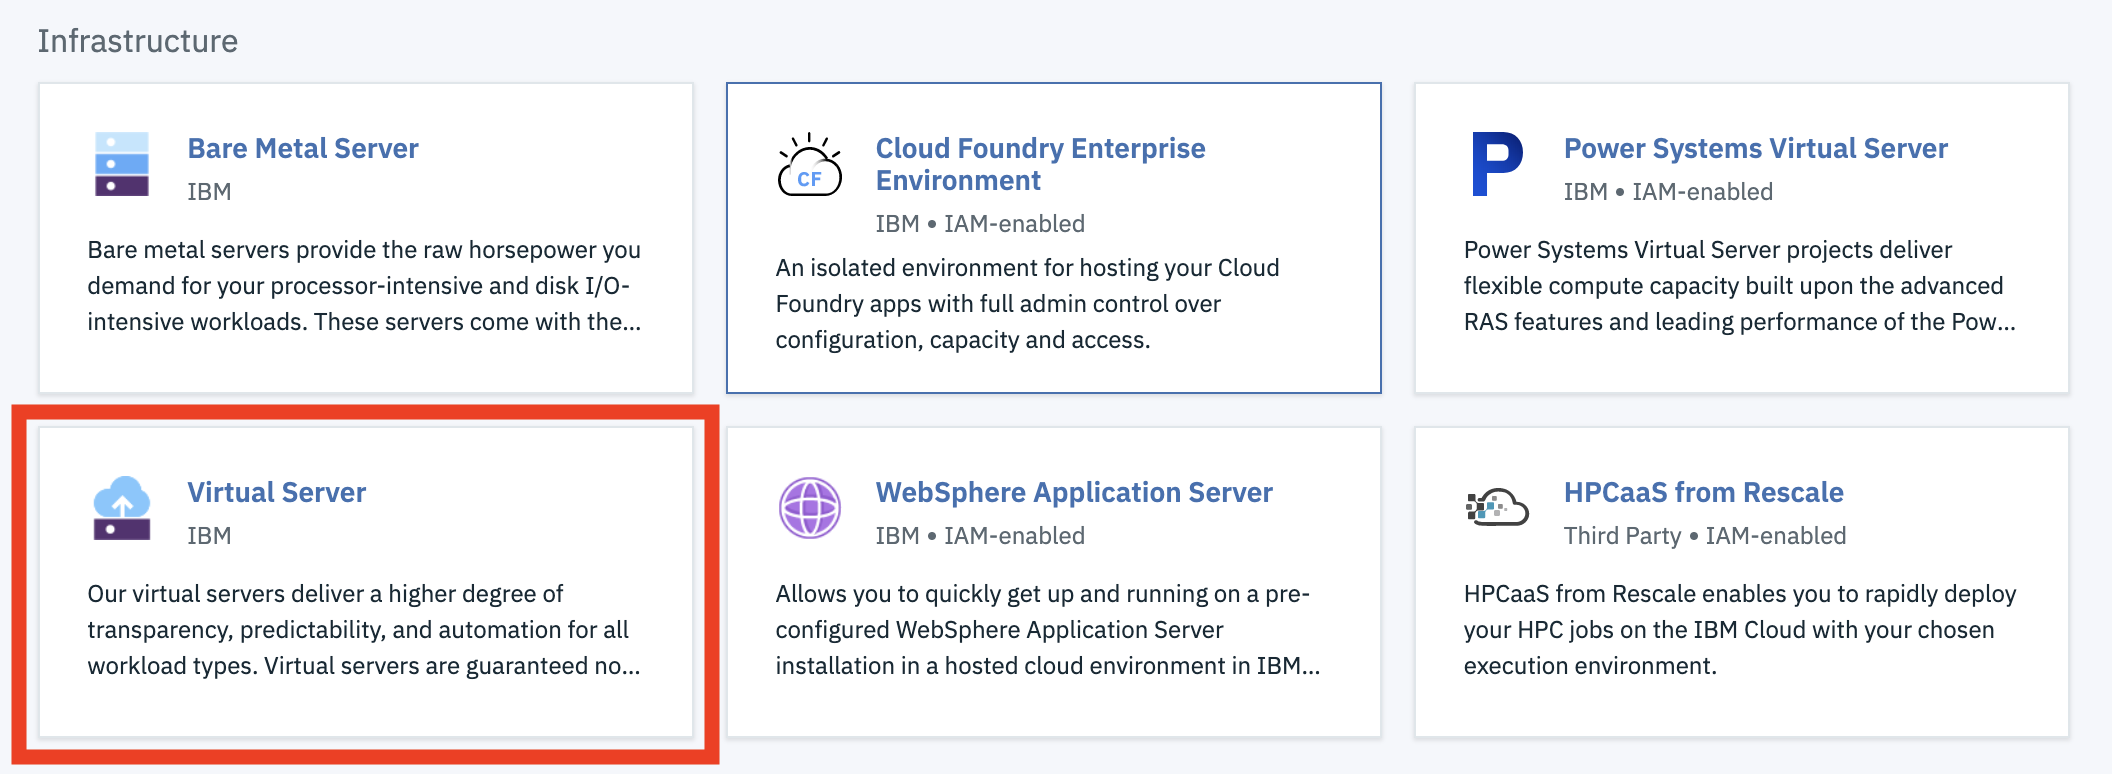 Infrastructure
Bare Metal Server
IBM
Bare metal servers provide the raw horsepower you
demand for your processor-intensive and disk I/O-
intensive workloads. These servers come with the...
CF
Cloud Foundry Enterprise
Environment
IBM • IAM-enabled
An isolated environment for hosting your Cloud
Foundry apps with full admin control over
configuration, capacity and access.
P
Power Systems Virtual Server
IBM • IAM-enabled
Power Systems Virtual Server projects deliver
flexible compute capacity built upon the advanced
RAS features and leading performance of the Pow...
Virtual Server
IBM
Our virtual servers deliver a higher degree of
transparency, predictability, and automation for all
workload types. Virtual servers are guaranteed no...
WebSphere Application Server
IBM • IAM-enabled
Allows you to quickly get up and running on a pre-
configured WebSphere Application Server
installation in a hosted cloud environment in IBM...
HPCaaS from Rescale
Third Party • IAM-enabled
HPCaaS from Rescale enables you to rapidly deploy
your HPC jobs on the IBM Cloud with your chosen
execution environment.